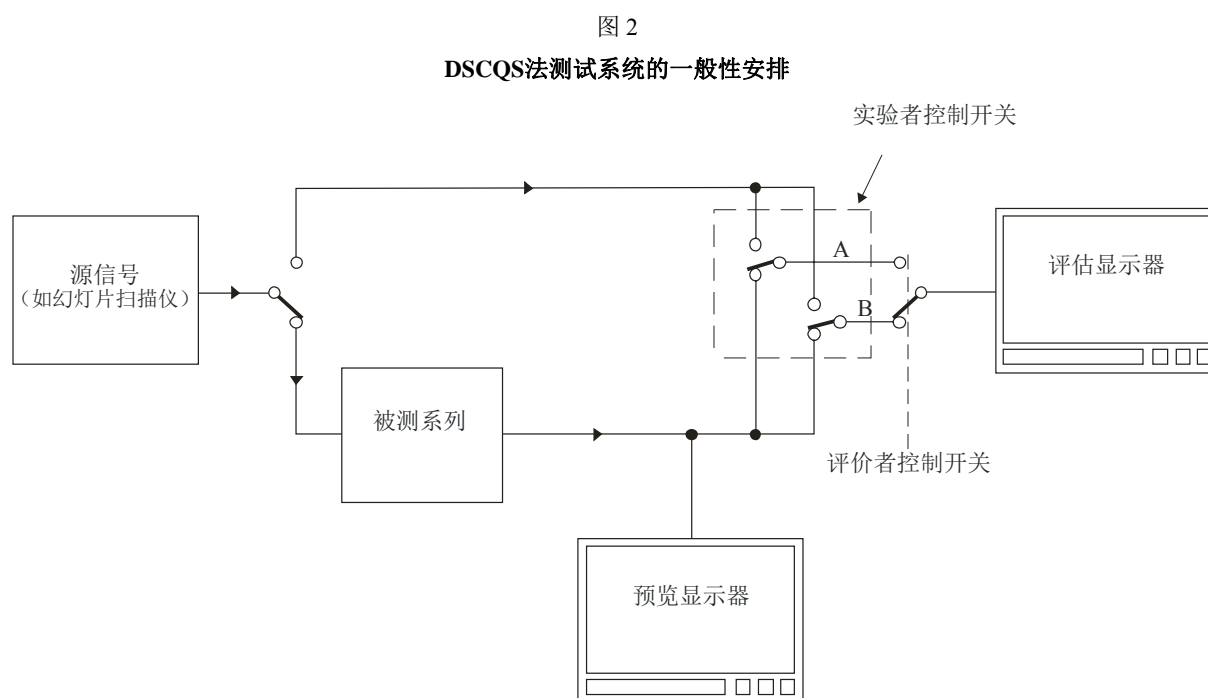 图 2
DSCQS法测试系统的一般性安排
实验者控制开关
源信号
（如幻灯片扫描仪）
A
B
评估显示器
被测系列
评价者控制开关
预览显示器